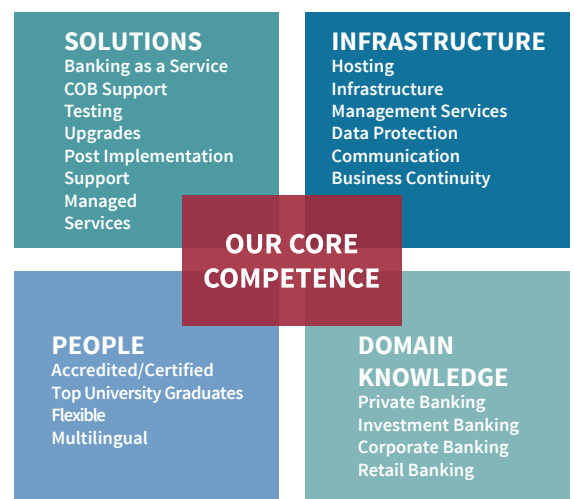 SOLUTIONS
Banking as a Service
COB Support
Testing
Upgrades
Post Implementation
Support
Managed
Services
INFRASTRUCTURE
Hosting
Infrastructure
Management Services
Data Protection
Communication
Business Continuity
OUR CORE
COMPETENCE
PEOPLE
Accredited/Certified
Top University Graduates
Flexible
Multilingual
DOMAIN
KNOWLEDGE
Private Banking
Investment Banking
Corporate Banking
Retail Banking